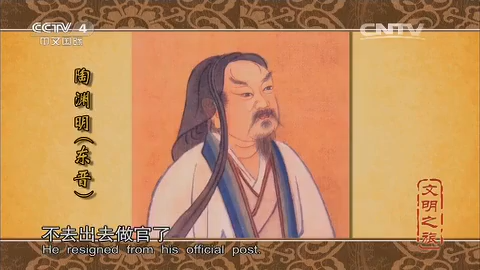 CCTV 4
中文国际
CNTV
陶渊明(东晋)
文明之旅
不去出去做官了
He resigned from his official post.